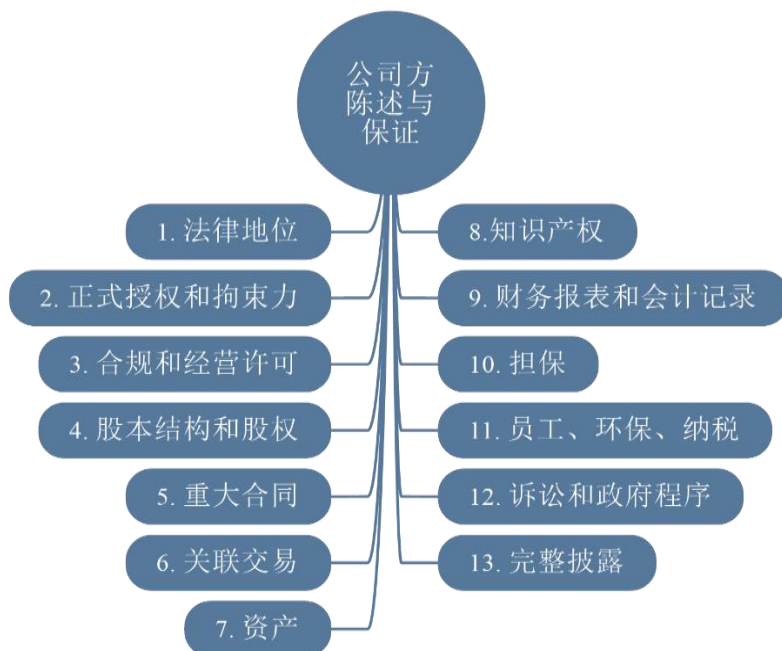 公司方
陈述与
保证
1. 法律地位
2. 正式授权和拘束力
3. 合规和经营许可
4. 股本结构和股权
5. 重大合同
6. 关联交易
7. 资产
8.知识产权
9. 财务报表和会计记录
10. 担保
11. 员工、环保、纳税
12. 诉讼和政府程序
13. 完整披露